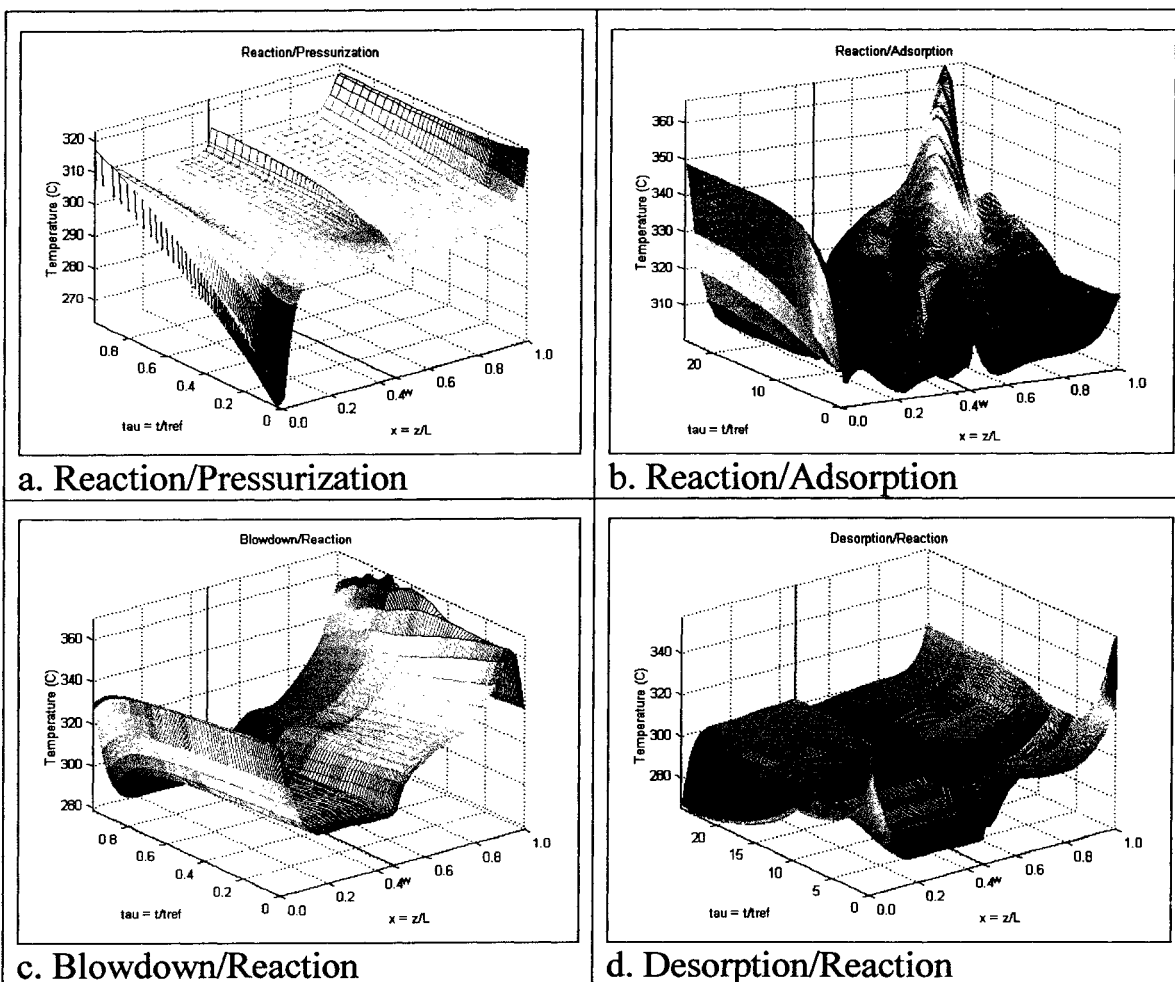 Reaction/Pressurization
320
310
300
290
280
270
Temperature (C)
0.8
0.6
0.4
0.2
0
0.0
0.2
0.4
w
0.6
0.8
1.0
tau = t/tref
x = z/L
a. Reaction/Pressurization
Reaction/Adsorption
360
350
340
330
320
310
Temperature (C)
20
10
0
0.0
0.2
0.4
w
0.6
0.8
1.0
tau = t/tref
x = z/L
b. Reaction/Adsorption
Blowdown/Reaction
360
340
320
300
280
Temperature (C)
0.8
0.6
0.4
0.2
0
0.0
0.2
0.4
w
0.6
0.8
1.0
tau = t/tref
x = z/L
c. Blowdown/Reaction
Desorption/Reaction
340
320
300
280
Temperature (C)
20
15
10
5
0
0.0
0.2
0.4
w
0.6
0.8
1.0
tau = t/tref
x = z/L
d. Desorption/Reaction